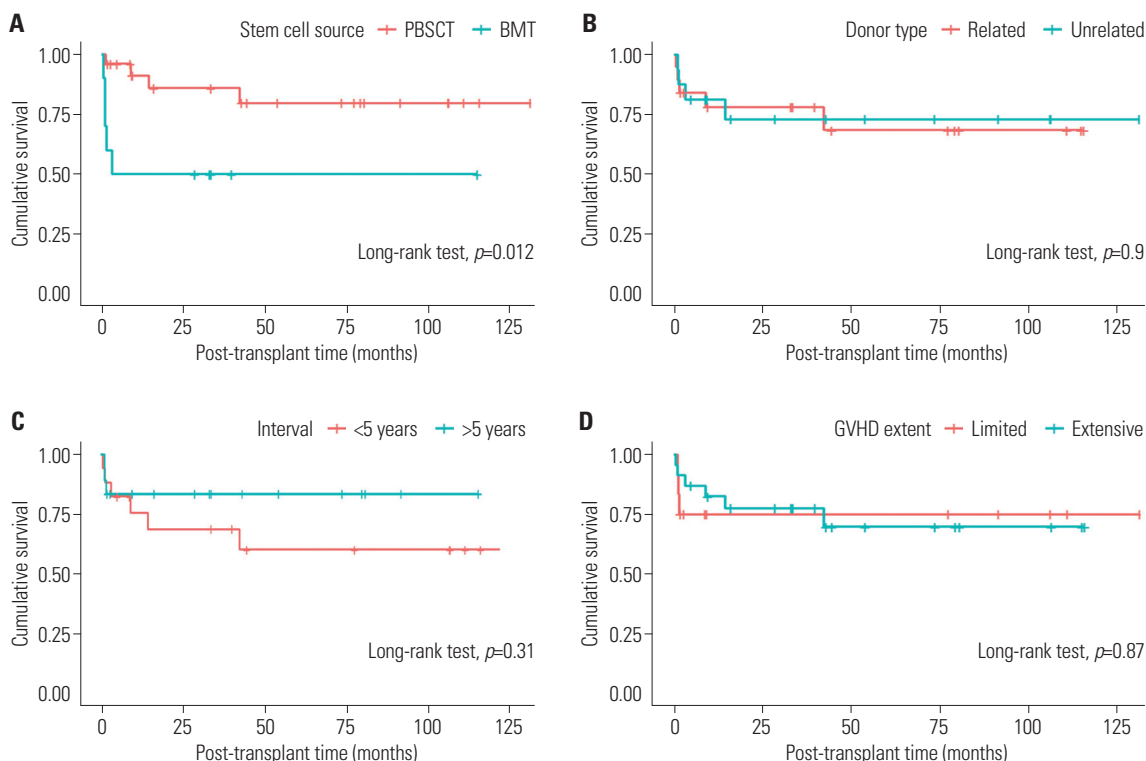 A
Stem cell source PBSCT BMT
1.00
0.75
0.50
0.25
0.00
Cumulative survival
Long-rank test, p=0.012
0 25 50 75 100 125
Post-transplant time (months)
B
Donor type Related Unrelated
1.00
0.75
0.50
0.25
0.00
Cumulative survival
Long-rank test, p=0.9
0 25 50 75 100 125
Post-transplant time (months)
C
Interval <5 years >5 years
1.00
0.75
0.50
0.25
0.00
Cumulative survival
Long-rank test, p=0.31
0 25 50 75 100 125
Post-transplant time (months)
D
GVHD extent Limited Extensive
1.00
0.75
0.50
0.25
0.00
Cumulative survival
Long-rank test, p=0.87
0 25 50 75 100 125
Post-transplant time (months)